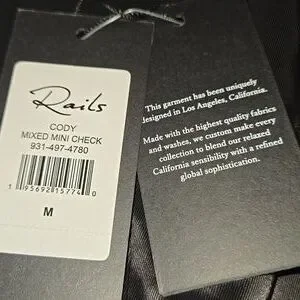 Rails
CODY
MIXED MINI CHECK
931-497-4780
1 95692 15774 0
M
This garment has been uniquely
designed in Los Angeles, California.
Made with the highest quality fabrics
and washes, we custom make every
collection to blend our relaxed
California sensibility with a refined
global sophistication.